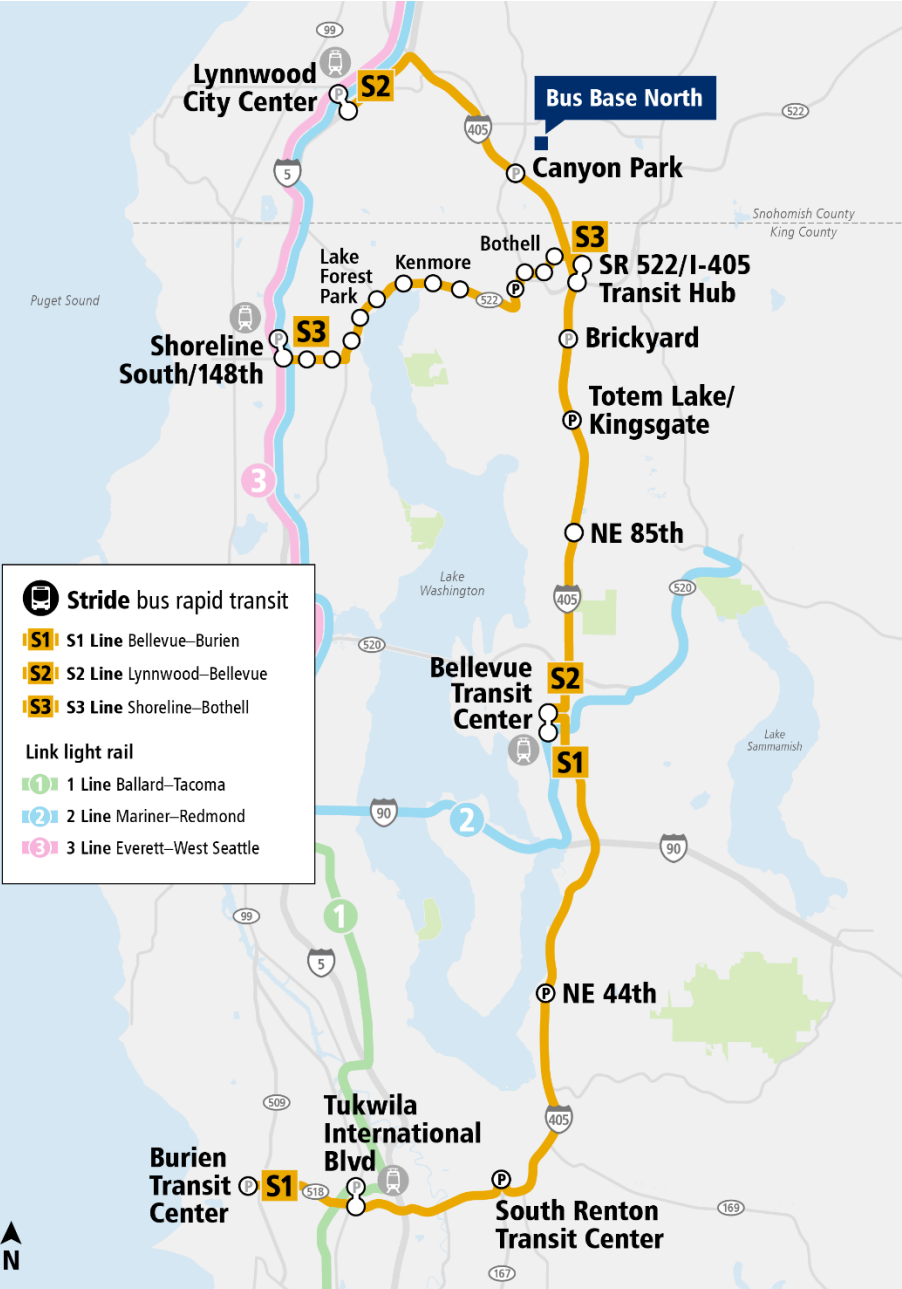 99
Lynnwood
City Center
P
S2
Bus Base North
405
522
5
P
Canyon Park
Snohomish County
King County
S3
Bothell
Lake
Forest
Park
Kenmore
SR 522/I-405
Transit Hub
P
522
Puget Sound
P
S3
Shoreline
South/148th
P
Brickyard
Totem Lake/
Kingsgate
P
3
NE 85th
Lake
Washington
405
520
520
Stride bus rapid transit
S1 S1 Line Bellevue–Burien
S2 S2 Line Lynnwood–Bellevue
S3 S3 Line Shoreline–Bothell
Link light rail
1 1 Line Ballard–Tacoma
2 2 Line Mariner–Redmond
3 3 Line Everett–West Seattle
Bellevue
Transit
Center
S2
S1
Lake
Sammamish
90
2
90
99
1
5
P
NE 44th
509
405
Tukwila
International
Blvd
Burien
Transit
Center
P
S1
518
P
P
South Renton
Transit Center
169
167
N